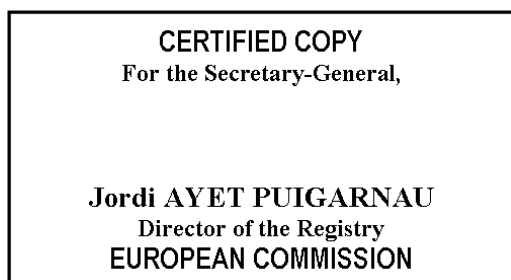 CERTIFIED COPY
For the Secretary-General,
Jordi AYET PUIGARNAU
Director of the Registry
EUROPEAN COMMISSION